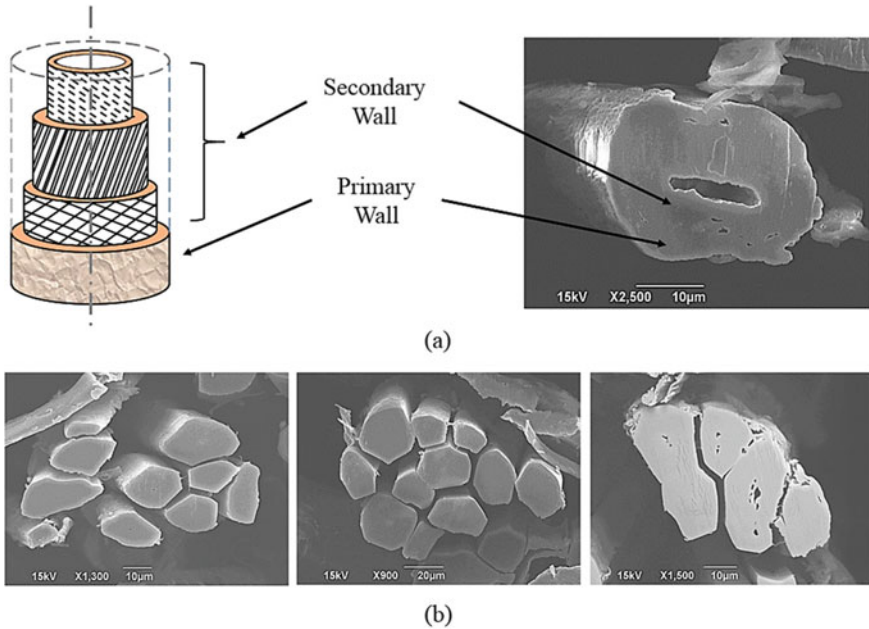 Secondary
Wall
Primary
Wall
15kV X2,500 10μm
(a)
15kV X1,300 10μm
15kV X900 20μm
15kV X1,500 10μm
(b)